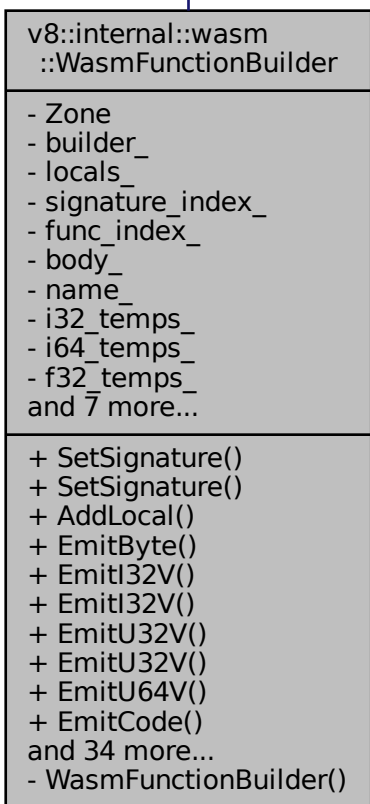 v8::internal::wasm
::WasmFunctionBuilder
- Zone
- builder_
- locals_
- signature_index_
- func_index_
- body_
- name_
- i32_temps_
- i64_temps_
- f32_temps_
and 7 more...
+ SetSignature()
+ SetSignature()
+ AddLocal()
+ EmitByte()
+ EmitI32V()
+ EmitI32V()
+ EmitU32V()
+ EmitU32V()
+ EmitU64V()
+ EmitCode()
and 34 more...
- WasmFunctionBuilder()